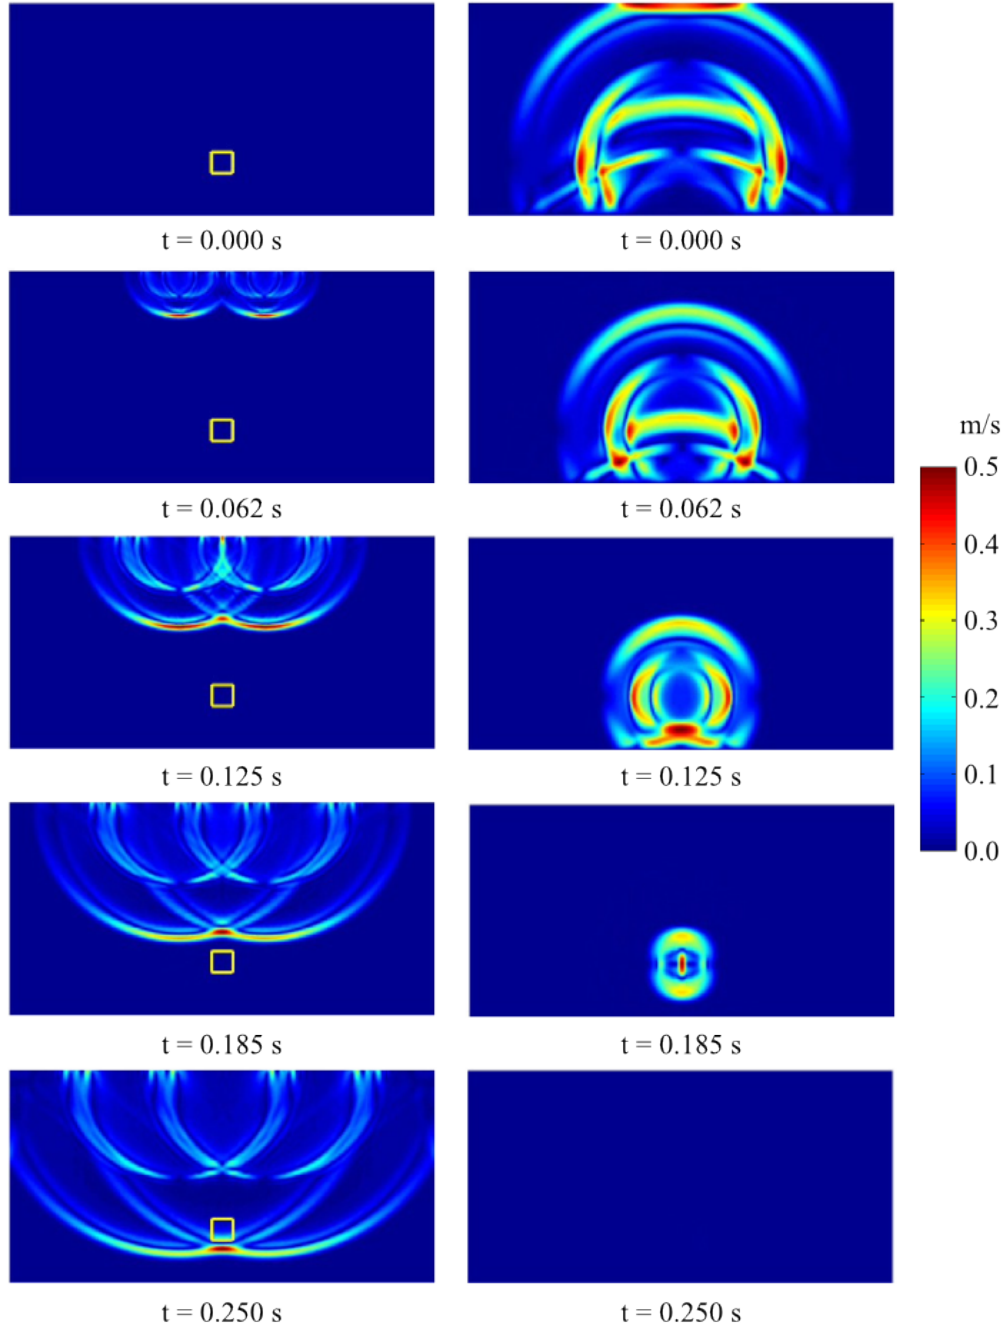 t = 0.000 s
t = 0.000 s
t = 0.062 s
t = 0.062 s
m/s
0.5
0.4
0.3
0.2
0.1
0.0
t = 0.125 s
t = 0.125 s
t = 0.185 s
t = 0.185 s
t = 0.250 s
t = 0.250 s